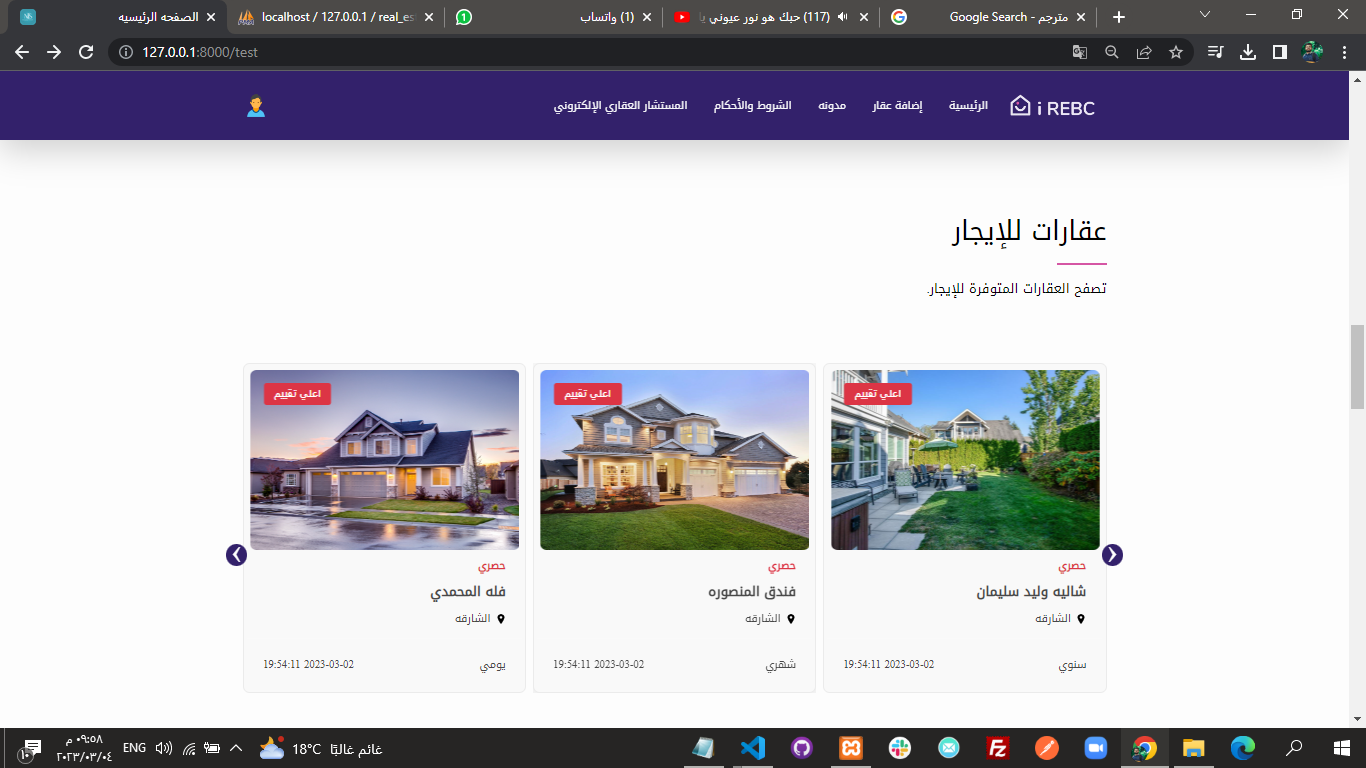 الصفحه الرئيسيه
localhost / 127.0.0.1 / real_es
(1) واتساب
(117) حبك هو نور عيوني يا
مترجم - Google Search
127.0.0.1:8000/test
i REBC
الرئيسية
إضافة عقار
مدونه
الشروط والأحكام
المستشار العقاري الإلكتروني
عقارات للإيجار
تصفح العقارات المتوفرة للإيجار.
اعلي تقييم
حصري
شاليه وليد سليمان
الشارقه
سنوي
2023-03-02 19:54:11
اعلي تقييم
حصري
فندق المنصوره
الشارقه
شهري
2023-03-02 19:54:11
اعلي تقييم
حصري
فله المحمدي
الشارقه
يومي
2023-03-02 19:54:11
١٠
٠٩:٥٨ م
٢٠٢٣/٠٣/٠٤
ENG
18°C غائم غالبًا